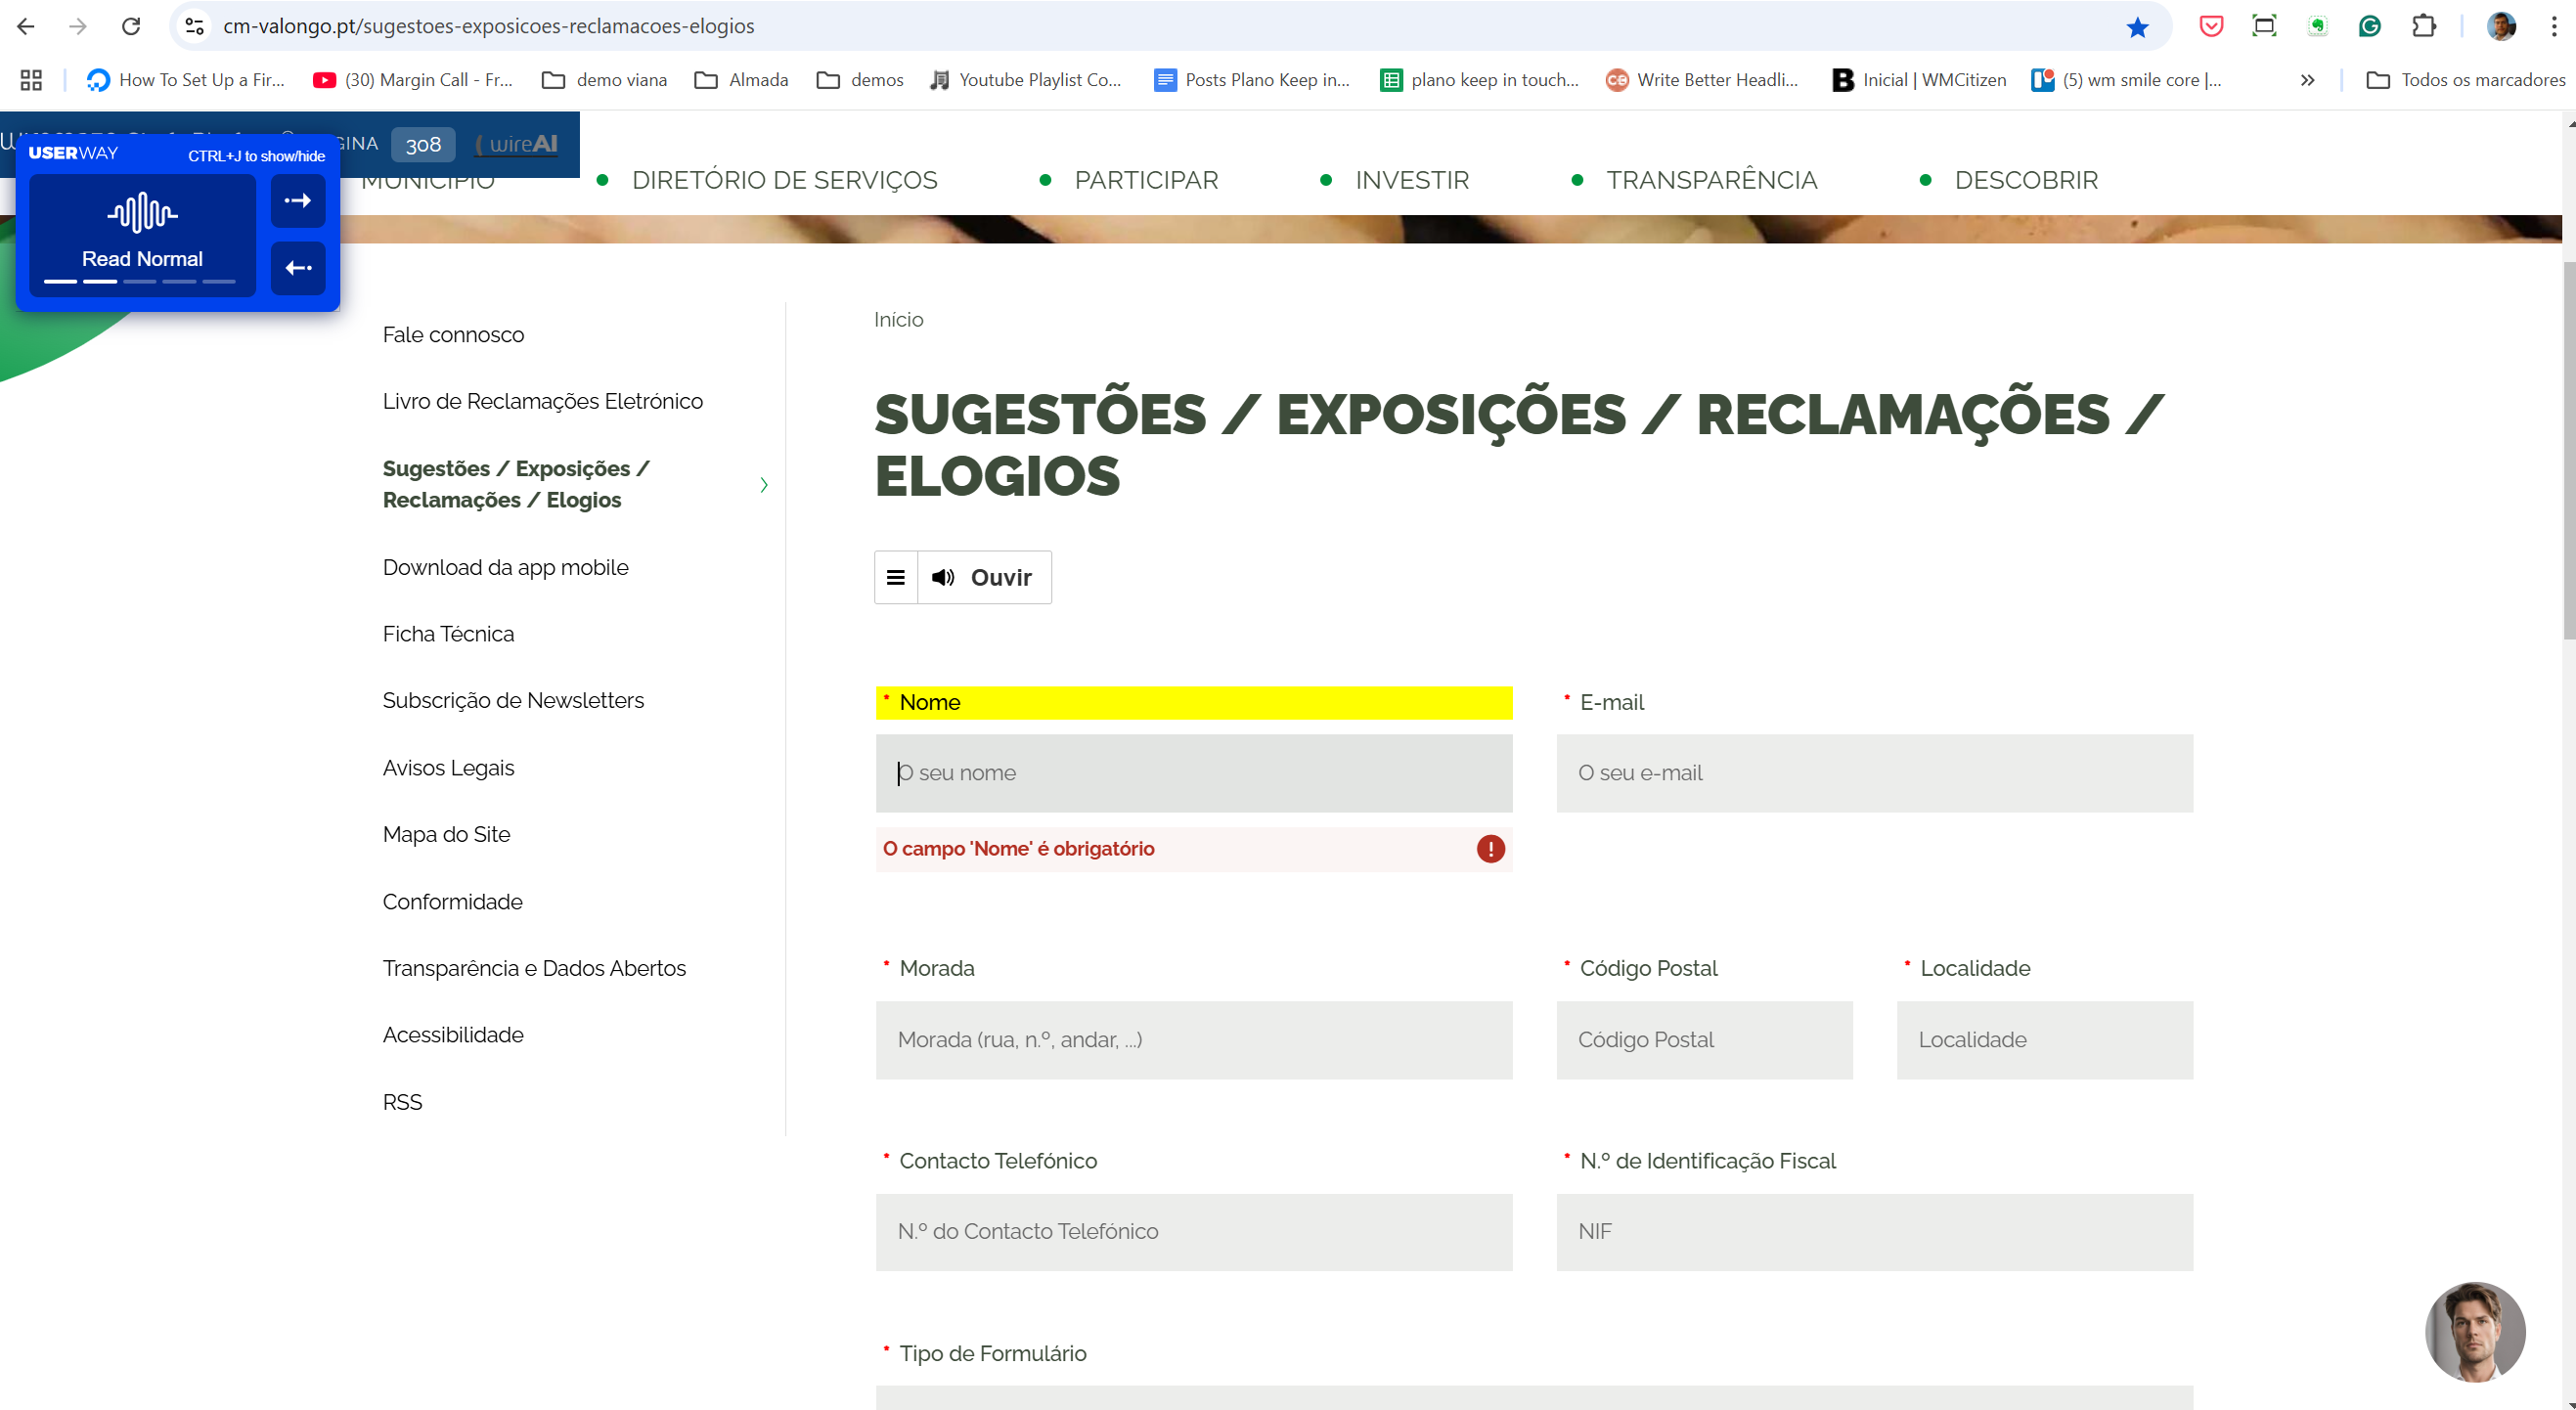 cm-valongo.pt/sugestoes-exposicoes-reclamacoes-elogios
How To Set Up a Fir...
(30) Margin Call - Fr...
demo viana
Almada
demos
Youtube Playlist Co...
Posts Plano Keep in...
plano keep in touch...
Write Better Headli...
Inicial | WMCitizen
(5) wm smile core |...
Todos os marcadores
308
wireAI
USERWAY
CTRL+J to show/hide
Read Normal
MUNICÍPIO
DIRETÓRIO DE SERVIÇOS
PARTICIPAR
INVESTIR
TRANSPARÊNCIA
DESCOBRIR
Fale connosco
Livro de Reclamações Eletrónico
Sugestões / Exposições /
Reclamações / Elogios
Download da app mobile
Ficha Técnica
Subscrição de Newsletters
Avisos Legais
Mapa do Site
Conformidade
Transparência e Dados Abertos
Acessibilidade
RSS
Início
SUGESTÕES / EXPOSIÇÕES / RECLAMAÇÕES /
ELOGIOS
Ouvir
* Nome
O seu nome
O campo 'Nome' é obrigatório
* E-mail
O seu e-mail
* Morada
Morada (rua, n.º, andar, ...)
* Código Postal
Código Postal
* Localidade
Localidade
* Contacto Telefónico
N.º do Contacto Telefónico
* N.º de Identificação Fiscal
NIF
* Tipo de Formulário